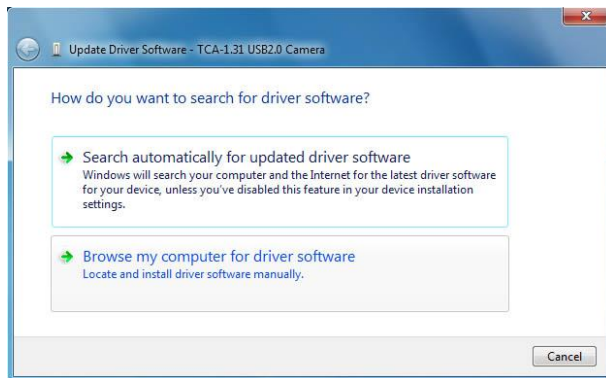 Update Driver Software - TCA-1.31 USB2.0 Camera
How do you want to search for driver software?
Search automatically for updated driver software
Windows will search your computer and the Internet for the latest driver software
for your device, unless you've disabled this feature in your device installation
settings.
Browse my computer for driver software
Locate and install driver software manually.
Cancel